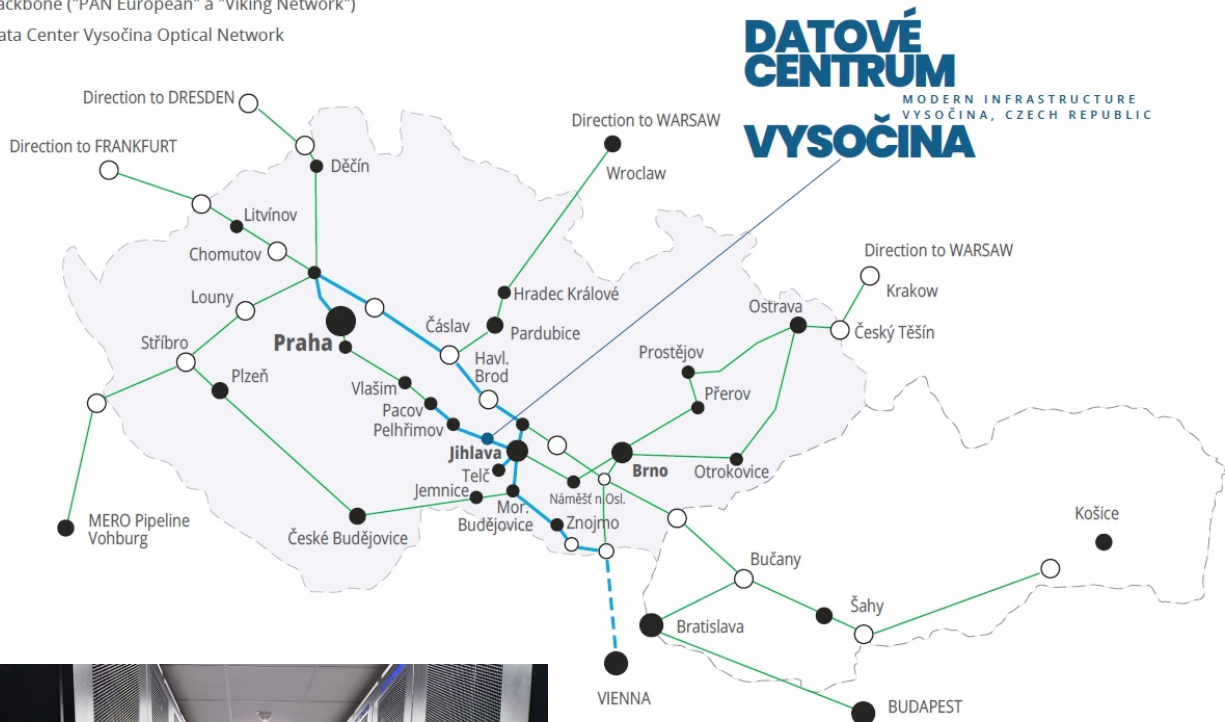 ackbone ("PAN European" a "Viking Network")
ata Center Vysočina Optical Network
DATOVÉ
CENTRUM
MODERN INFRASTRUCTURE
VYSOČINA, CZECH REPUBLIC
VYSOČINA
Direction to DRESDEN
Direction to WARSAW
Direction to FRANKFURT
Děčín
Wroclaw
Litvínov
Chomutov
Direction to WARSAW
Krakow
Louny
Hradec Králové
Ostrava
Čáslav
Pardubice
Český Těšín
Stříbro
Praha
Havl.
Brod
Prostějov
Plzeň
Vlašim
Přerov
Pacov
Pelhřimov
Jihlava
Brno
Telč
Otrokovice
Jemnice
Náměšť n.Osl.
Mor.
Budějovice
Znojmo
MERO Pipeline
Vohburg
České Budějovice
Košice
Bučany
Šahy
Bratislava
VIENNA
BUDAPEST